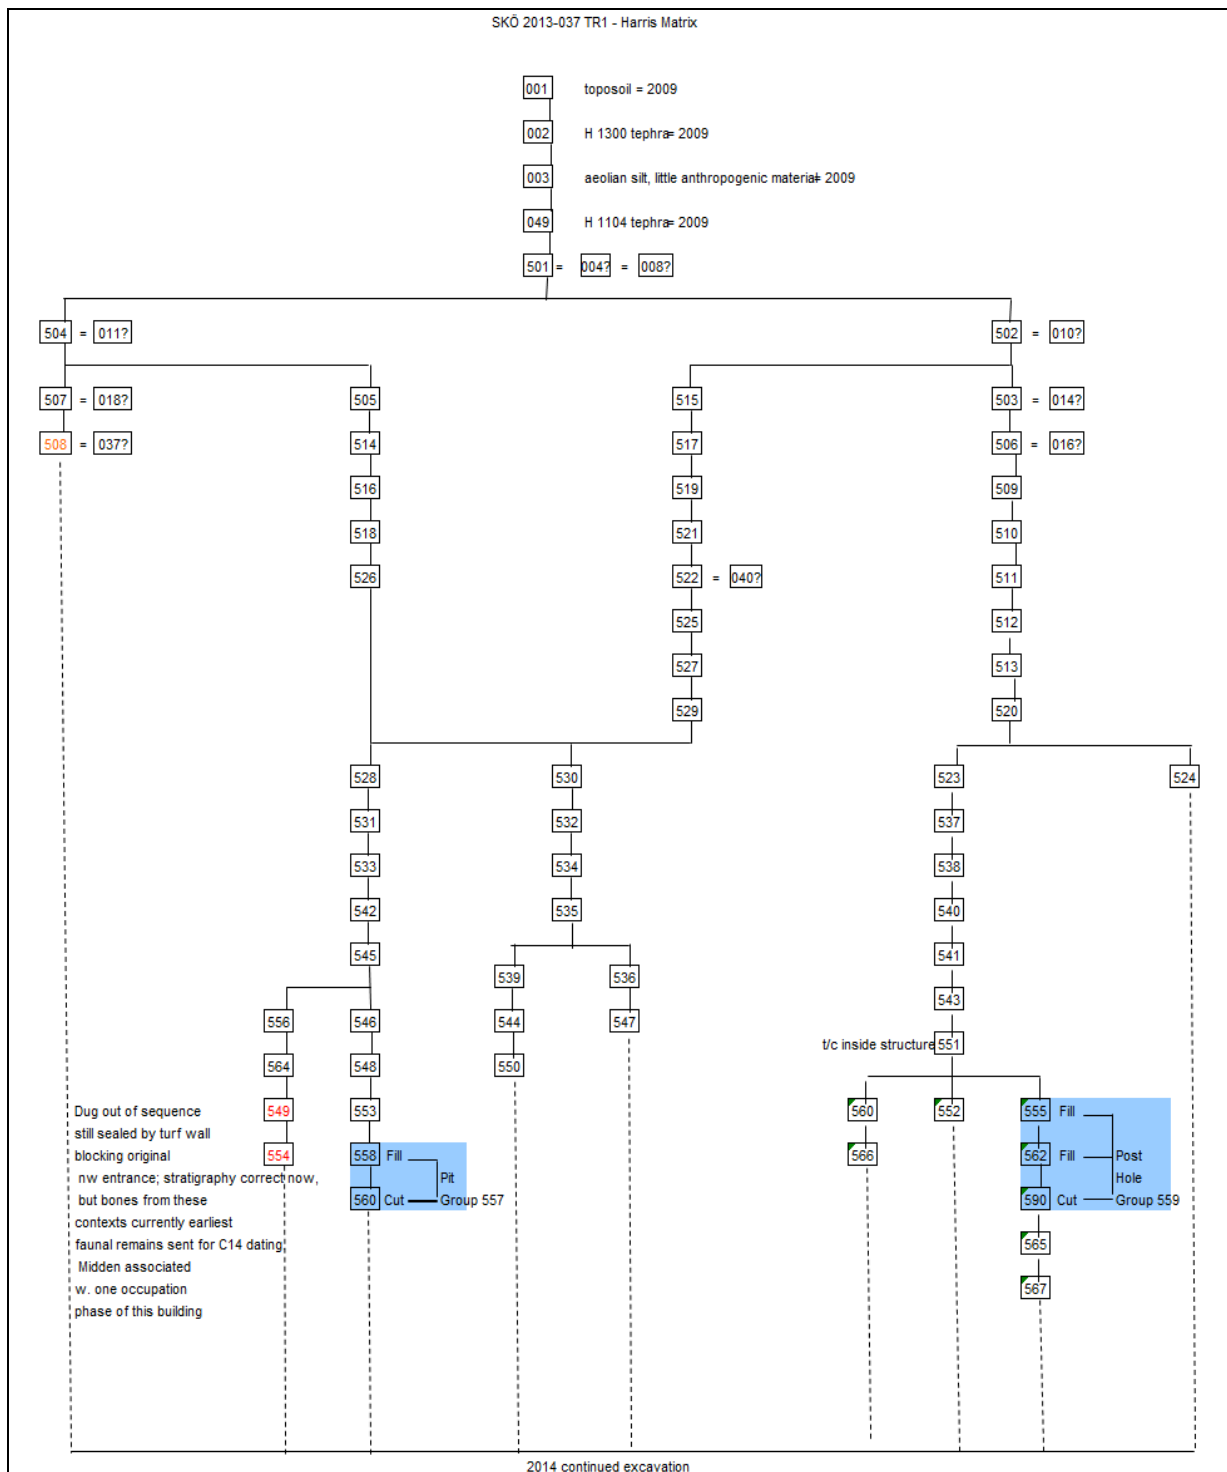 SKÖ 2013-037 TR1 - Harris Matrix
001 toposoil = 2009
002 H 1300 tephra= 2009
003 aeolian silt, little anthropogenic material= 2009
049 H 1104 tephra= 2009
501 = 004? = 008?
504 = 011? 502 = 010?
507 = 018? 505 515 503 = 014?
508 = 037? 514 517 506 = 016?
516 519 509
518 521 510
526 522 = 040? 511
525 512
527 513
529 520
528 530 523 524
531 532 537
533 534 538
542 535 540
545 541
539 536
543
556 546 544 547
t/c inside structure 551
564 548 550
Dug out of sequence 549 553 560 552 555 Fill
still sealed by turf wall
blocking original 554 558 Fill 566 562 Fill Post
nw entrance; stratigraphy correct now, Pit Hole
but bones from these 560 Cut Group 557 590 Cut Group 559
contexts currently earliest
faunal remains sent for C14 dating 565
Midden associated
w. one occupation 567
phase of this building
2014 continued excavation